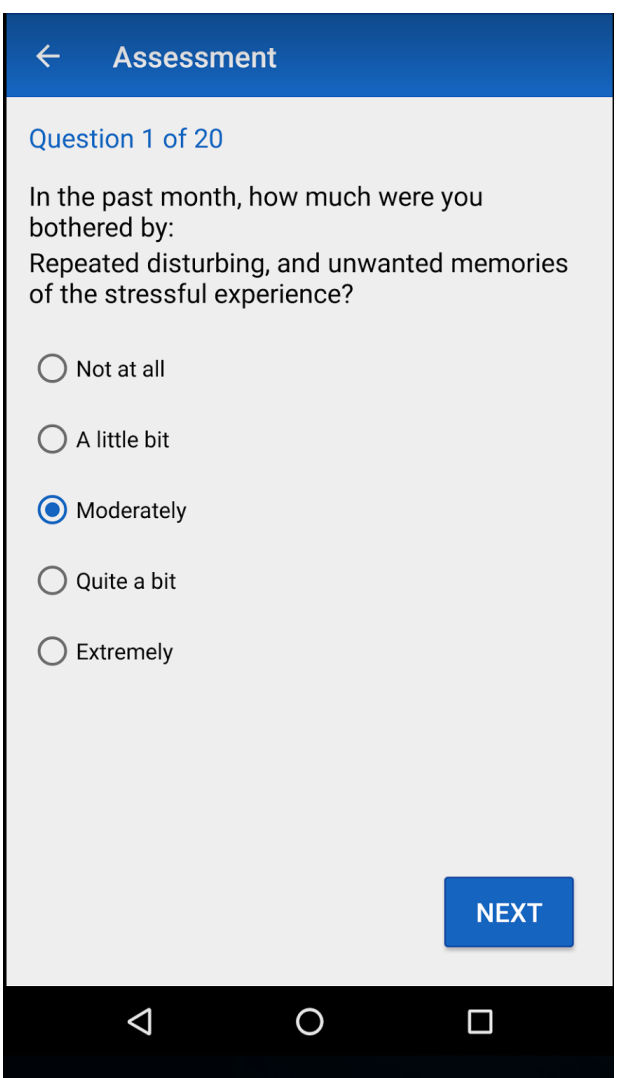 Assessment
Question 1 of 20
In the past month, how much were you
bothered by:
Repeated disturbing, and unwanted memories
of the stressful experience?
Not at all
A little bit
Moderately
Quite a bit
Extremely
NEXT